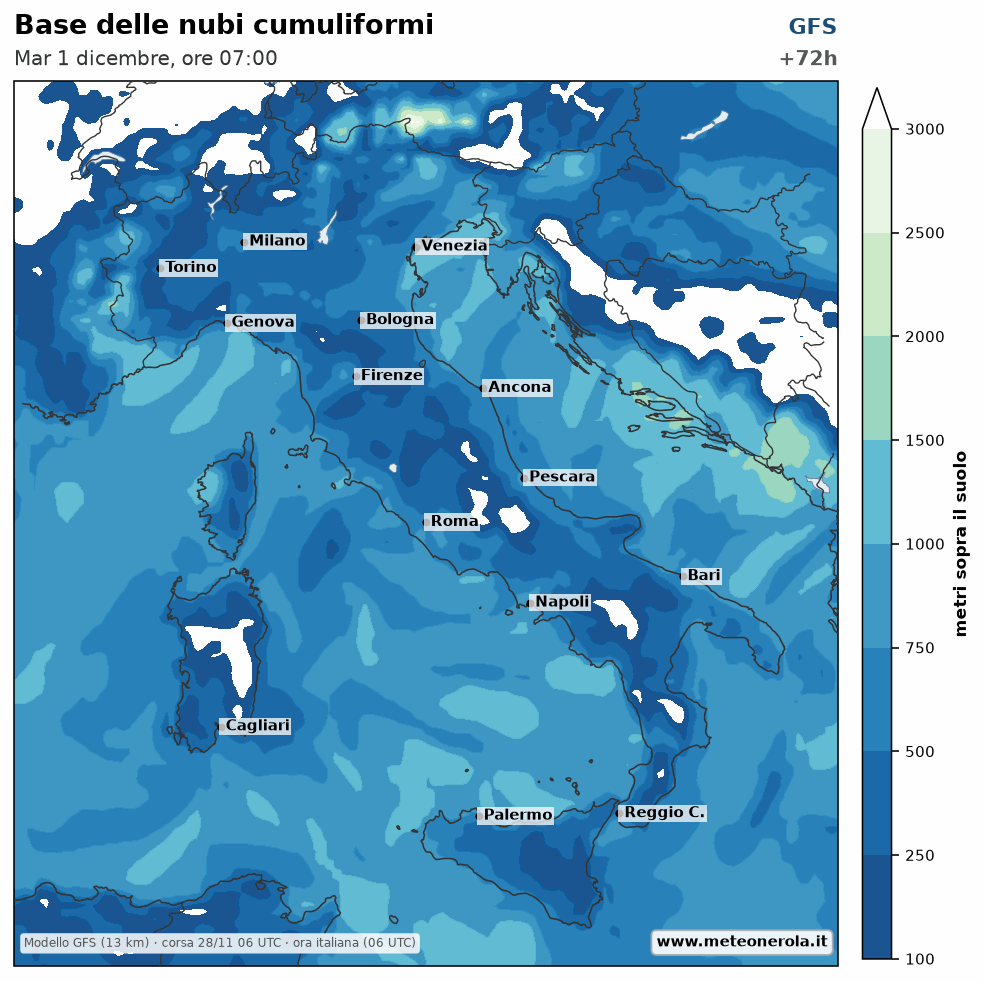 Base delle nubi cumuliformi
GFS
Mar 1 dicembre, ore 07:00
+72h
3000
2500
2000
1500
1000
750
500
250
100
metri sopra il suolo
Milano
Venezia
Torino
Genova
Bologna
Firenze
Ancona
Pescara
Roma
Bari
Napoli
Cagliari
Palermo
Reggio C.
Modello GFS (13 km) · corsa 28/11 06 UTC · ora italiana (06 UTC)
www.meteonerola.it